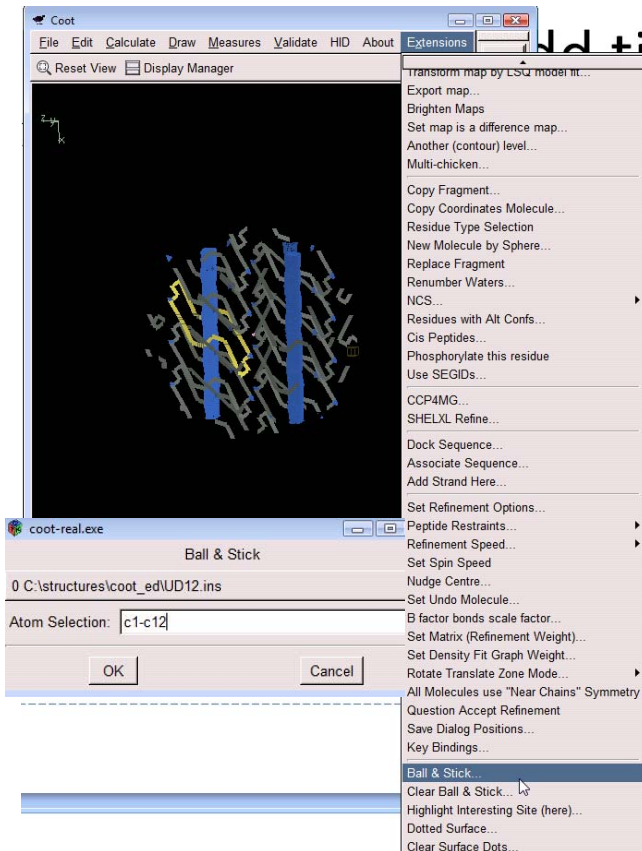 Coot
File Edit Calculate Draw Measures Validate HID About Extensions
Reset View Display Manager
Transform map by LSQ model fit...
Export map...
Brighten Maps
Set map is a difference map...
Another (contour) level...
Multi-chicken...
Copy Fragment...
Copy Coordinates Molecule...
Residue Type Selection
New Molecule by Sphere...
Replace Fragment
Renumber Waters...
NCS...
Residues with Alt Confs...
Cis Peptides...
Phosphorylate this residue
Use SEGIDs...
CCP4MG...
SHELXL Refine...
Dock Sequence...
Associate Sequence...
Add Strand Here...
Set Refinement Options...
Peptide Restraints...
Refinement Speed...
Set Spin Speed
Nudge Centre...
Set Undo Molecule...
B factor bonds scale factor...
Set Matrix (Refinement Weight)...
Set Density Fit Graph Weight...
Rotate Translate Zone Mode...
All Molecules use "Near Chains" Symmetry
Question Accept Refinement
Save Dialog Positions...
Key Bindings...
Ball & Stick...
Clear Ball & Stick...
Highlight Interesting Site (here)...
Dotted Surface...
Clear Surface Dots...
coot-real.exe
Ball & Stick
0 C:\structures\coot_ed\UD12.ins
Atom Selection: c1-c12
OK Cancel